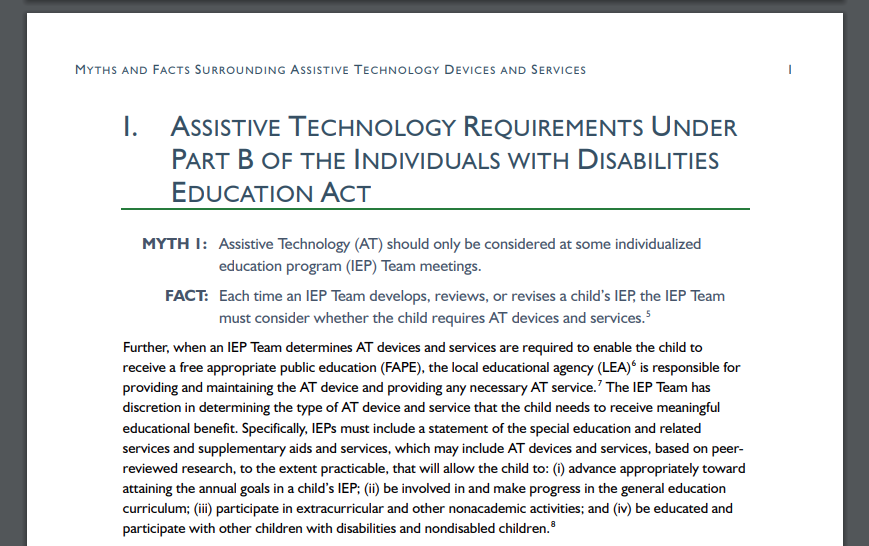 MYTHS AND FACTS SURROUNDING ASSISTIVE TECHNOLOGY DEVICES AND SERVICES 1
I. ASSISTIVE TECHNOLOGY REQUIREMENTS UNDER
PART B OF THE INDIVIDUALS WITH DISABILITIES
EDUCATION ACT
MYTH 1: Assistive Technology (AT) should only be considered at some individualized
education program (IEP) Team meetings.
FACT: Each time an IEP Team develops, reviews, or revises a child's IEP, the IEP Team
must consider whether the child requires AT devices and services.5
Further, when an IEP Team determines AT devices and services are required to enable the child to
receive a free appropriate public education (FAPE), the local educational agency (LEA)6 is responsible for
providing and maintaining the AT device and providing any necessary AT service.7 The IEP Team has
discretion in determining the type of AT device and service that the child needs to receive meaningful
educational benefit. Specifically, IEPs must include a statement of the special education and related
services and supplementary aids and services, which may include AT devices and services, based on peer-
reviewed research, to the extent practicable, that will allow the child to: (i) advance appropriately toward
attaining the annual goals in a child's IEP; (ii) be involved in and make progress in the general education
curriculum; (iii) participate in extracurricular and other nonacademic activities; and (iv) be educated and
participate with other children with disabilities and nondisabled children.8